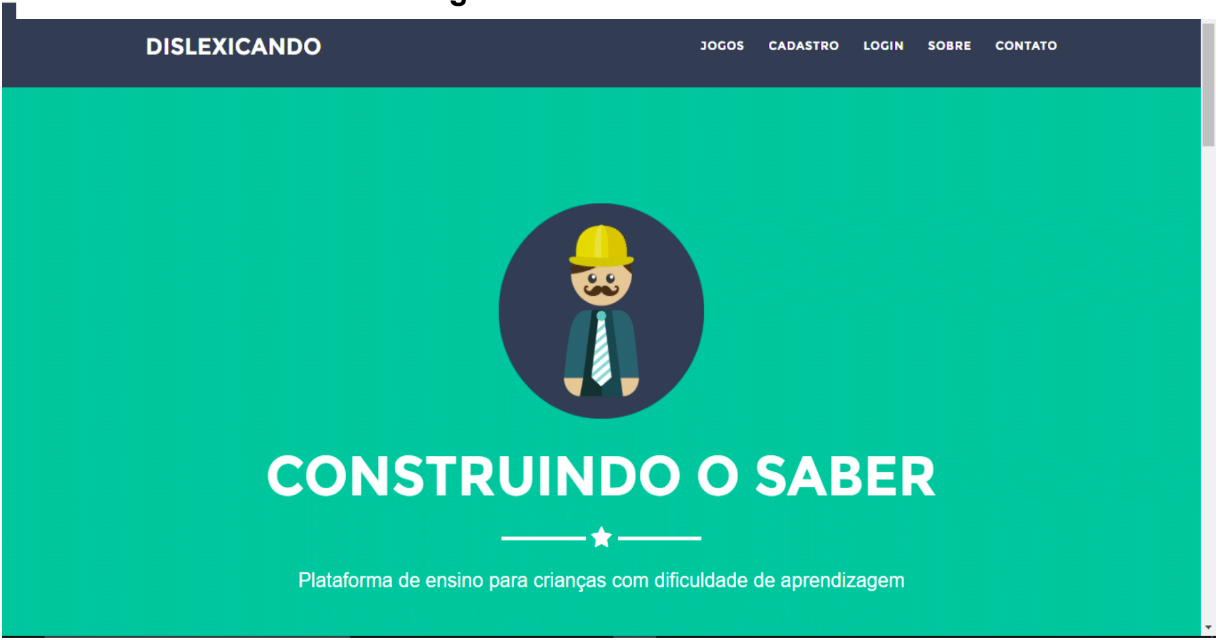 DISLEXICANDO
JOGOS CADASTRO LOGIN SOBRE CONTATO
CONSTRUINDO O SABER
Plataforma de ensino para crianças com dificuldade de aprendizagem